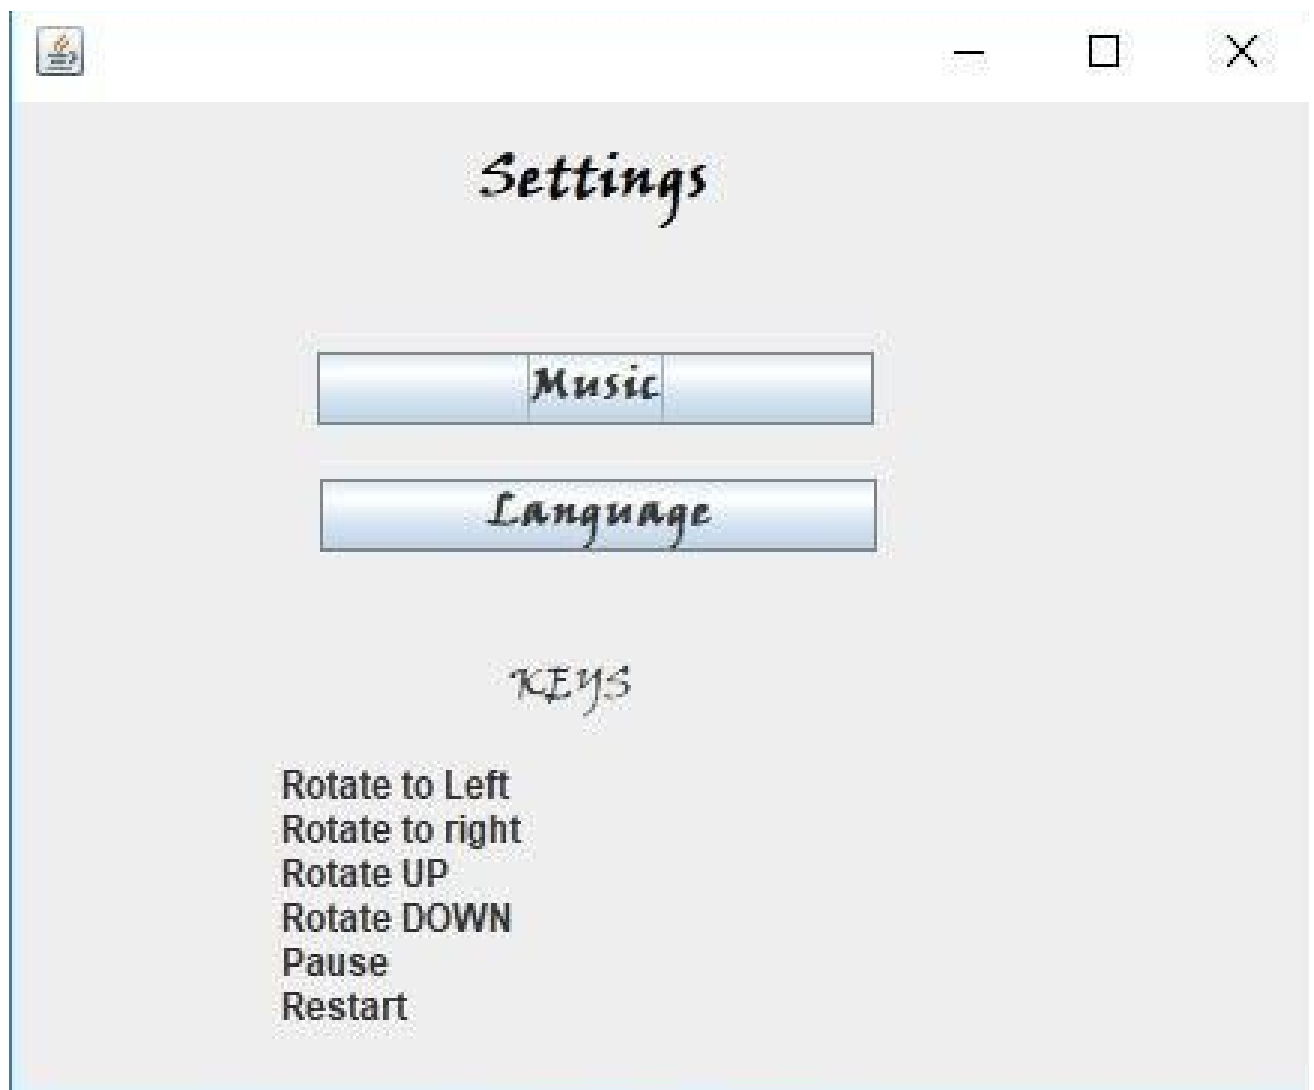 Settings
Music
Language
KEYS
Rotate to Left
Rotate to right
Rotate UP
Rotate DOWN
Pause
Restart